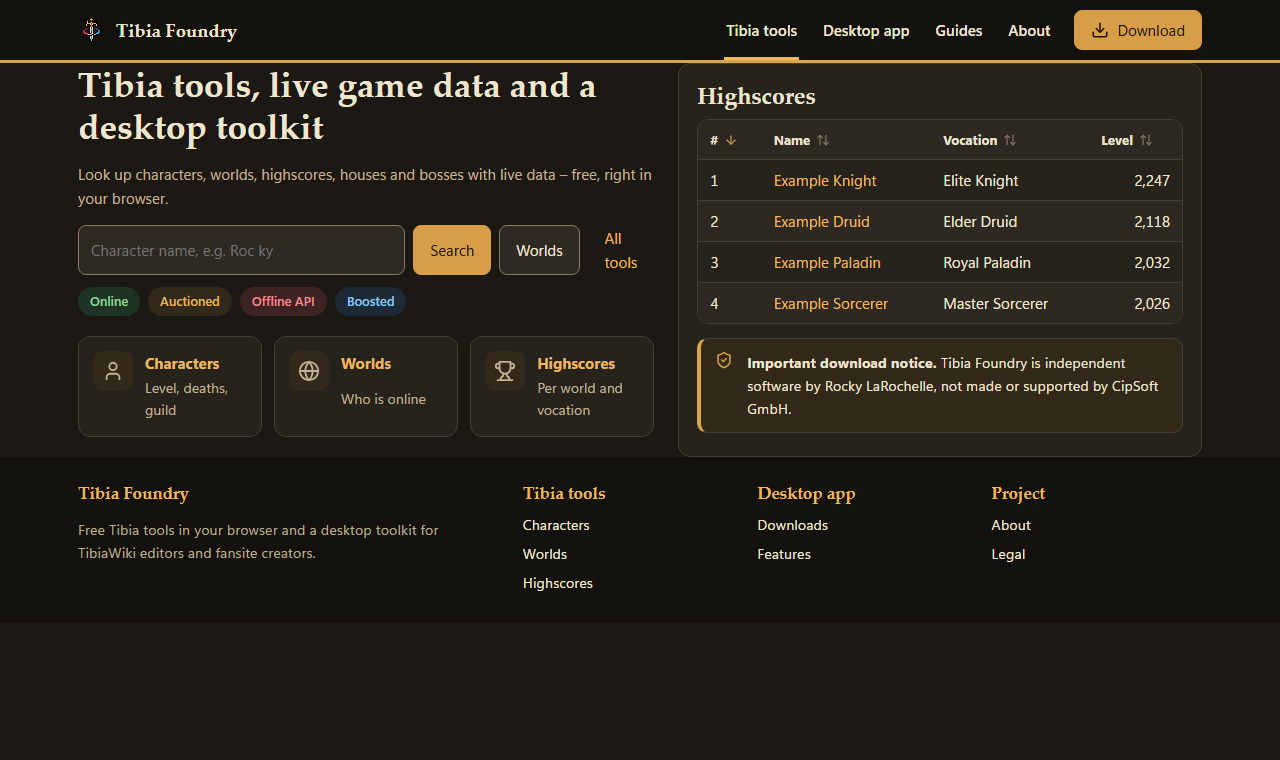 Tibia Foundry
Tibia tools
Desktop app
Guides
About
Download
Tibia tools, live game data and a
desktop toolkit
Look up characters, worlds, highscores, houses and bosses with live data – free, right in
your browser.
Character name, e.g. Roc ky
Search
Worlds
All
tools
Online
Auctioned
Offline API
Boosted
Characters
Level, deaths,
guild
Worlds
Who is online
Highscores
Per world and
vocation
Highscores
# Name Vocation Level
1 Example Knight Elite Knight 2,247
2 Example Druid Elder Druid 2,118
3 Example Paladin Royal Paladin 2,032
4 Example Sorcerer Master Sorcerer 2,026
Important download notice. Tibia Foundry is independent
software by Rocky LaRochelle, not made or supported by CipSoft
GmbH.
Tibia Foundry
Free Tibia tools in your browser and a desktop toolkit for
TibiaWiki editors and fansite creators.
Tibia tools
Characters
Worlds
Highscores
Desktop app
Downloads
Features
Project
About
Legal